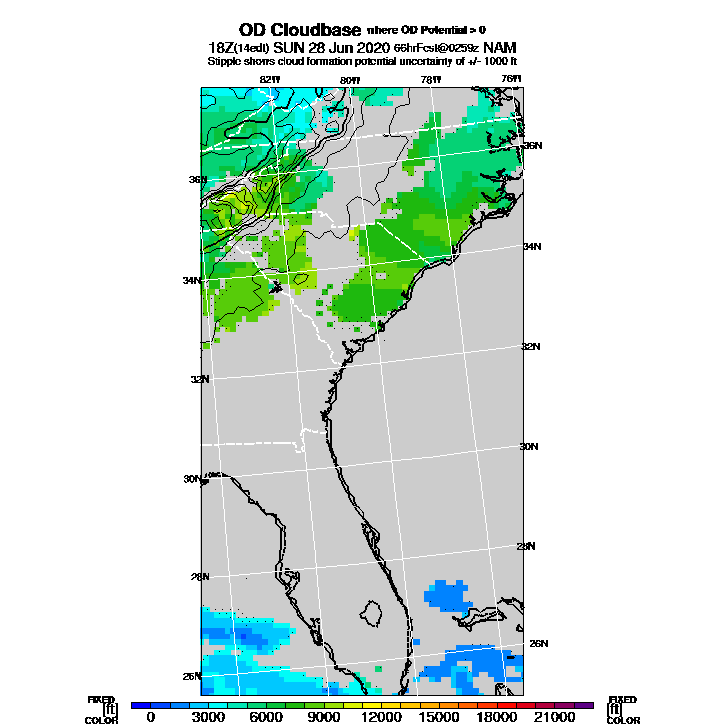 OD Cloudbase where OD Potential > 0
18Z(14edt) SUN 28 Jun 2020 66hrFcst@0259z NAM
Stipple shows cloud formation potential uncertainty of +/- 1000 ft
82W 80W 78W 76W
36N 36N
34N 34N
32N 32N
30N 30N
28N 28N
26N 26N
FIXED FIXED
[ft] [ft]
COLOR COLOR
0 3000 6000 9000 12000 15000 18000 21000